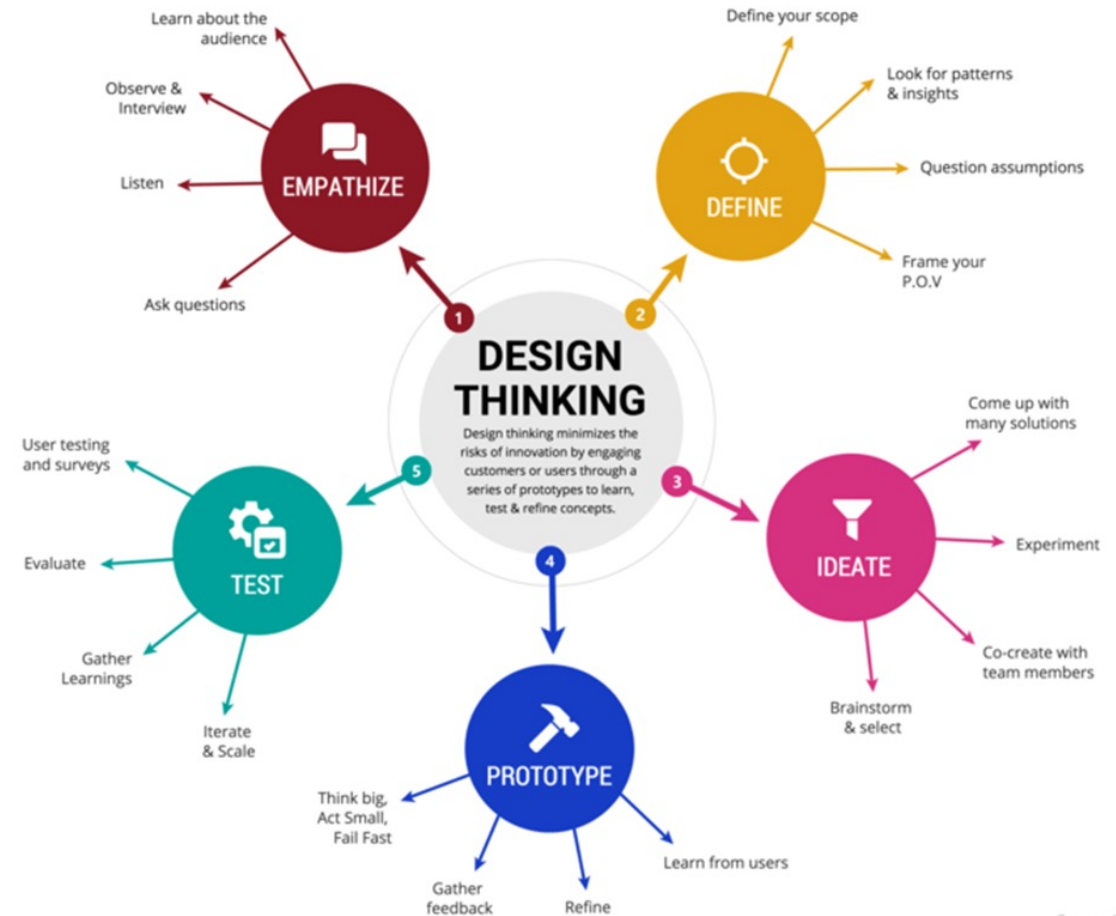 DESIGN
THINKING
Design thinking minimizes the
risks of innovation by engaging
customers or users through a
series of prototypes to learn,
test & refine concepts.
1
EMPATHIZE
Learn about the
audience
Observe &
Interview
Listen
Ask questions
2
DEFINE
Define your scope
Look for patterns
& insights
Question assumptions
Frame your
P.O.V
3
IDEATE
Come up with
many solutions
Experiment
Co-create with
team members
Brainstorm
& select
4
PROTOTYPE
Learn from users
Refine
Gather
feedback
Think big,
Act Small,
Fail Fast
5
TEST
User testing
and surveys
Evaluate
Gather
Learnings
Iterate
& Scale